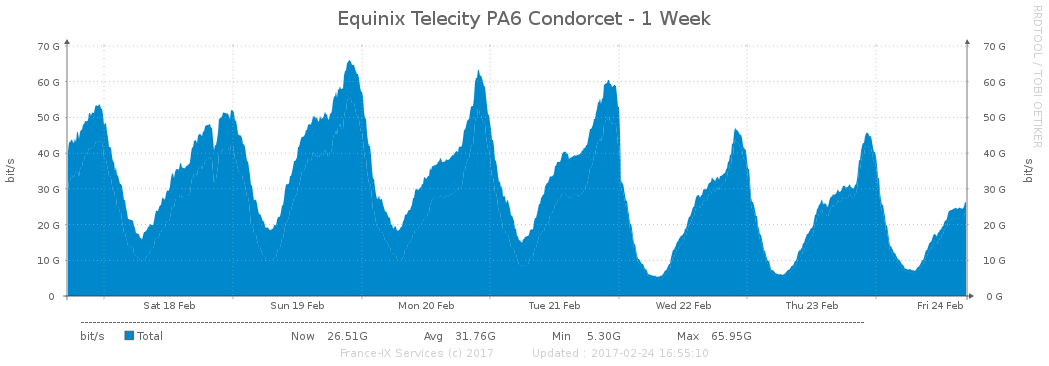 Equinix Telecity PA6 Condorcet - 1 Week
RRDTOOL / TOBI OETIKER
bit/s
70 G
60 G
50 G
40 G
30 G
20 G
10 G
0
70 G
60 G
50 G
40 G
30 G
20 G
10 G
0 G
bit/s
Sat 18 Feb Sun 19 Feb Mon 20 Feb Tue 21 Feb Wed 22 Feb Thu 23 Feb Fri 24 Feb
bit/s Total Now 26.51G Avg 31.76G Min 5.30G Max 65.95G
France-IX Services (c) 2017 Updated : 2017-02-24 16:55:10